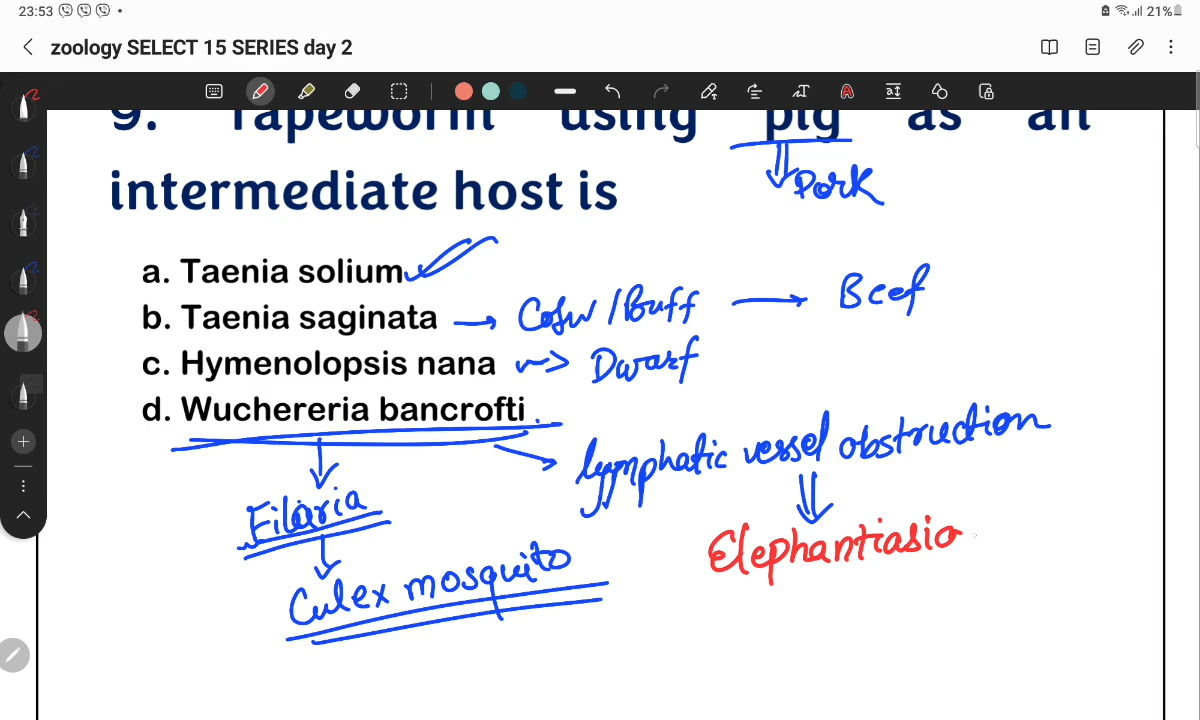 23:53
21%
zoology SELECT 15 SERIES day 2
9. Tapeworm using pig as an
Pork
intermediate host is
a. Taenia solium
b. Taenia saginata → Cow/Buff → Beef
c. Hymenolopsis nana → Dwarf
d. Wuchereria bancrofti
lymphatic vessel obstruction
Filaria
Elephantiasis
Culex mosquito